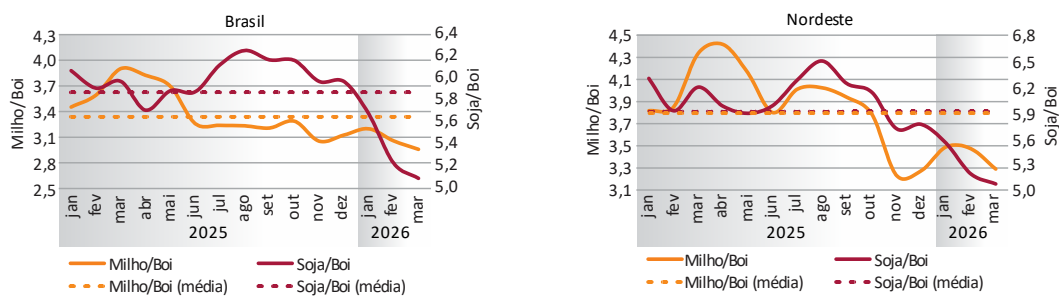 Brasil
Milho/Boi
4,3
4,0
3,7
3,4
3,1
2,8
2,5
6,4
6,2
6,0
5,8
5,6
5,4
5,2
5,0
Soja/Boi
jan fev mar abr mai jun jul ago set out nov dez jan fev mar
2025 2026
Milho/Boi Soja/Boi
Milho/Boi (média) Soja/Boi (média)
Nordeste
Milho/Boi
4,5
4,3
4,1
3,9
3,7
3,5
3,3
3,1
6,8
6,5
6,2
5,9
5,6
5,3
5,0
Soja/Boi
jan fev mar abr mai jun jul ago set out nov dez jan fev mar
2025 2026
Milho/Boi Soja/Boi
Milho/Boi (média) Soja/Boi (média)